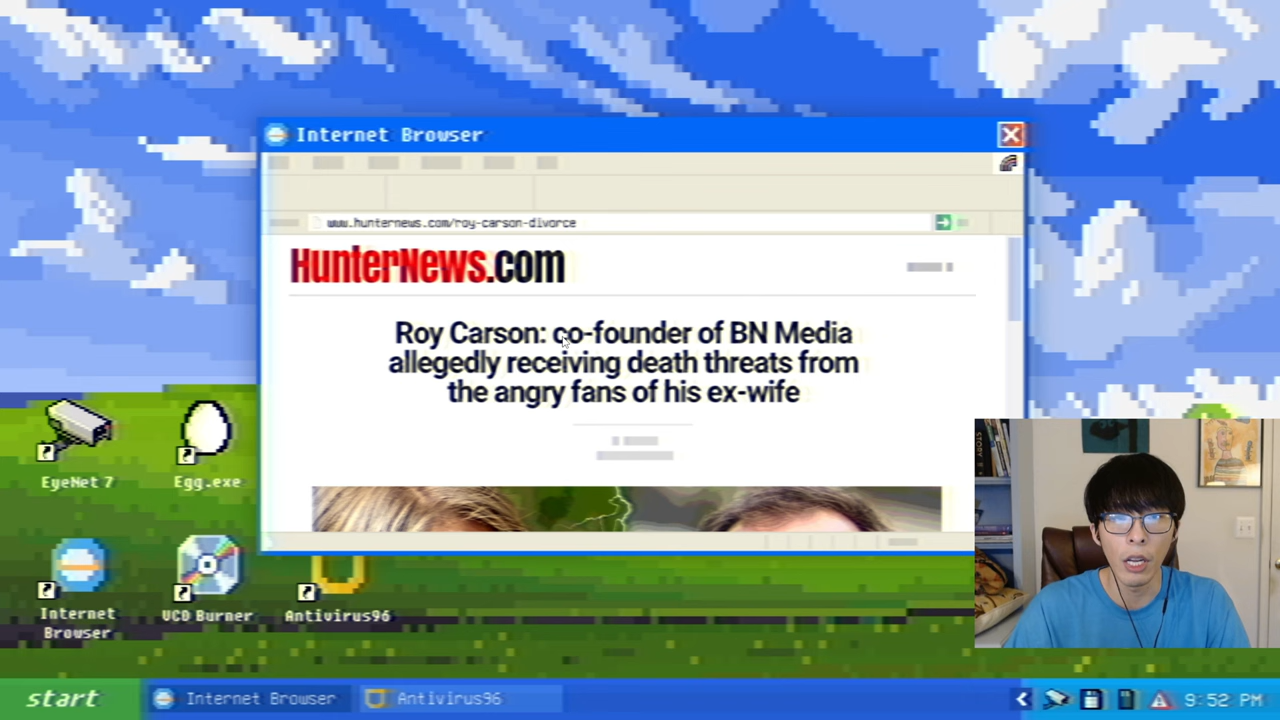 Internet Browser
www.hunternews.com/roy-carson-divorce
HunterNews.com
Roy Carson: co-founder of BN Media
allegedly receiving death threats from
the angry fans of his ex-wife
EyeNet 7
Egg.exe
Internet
Browser
VCD Burner
Antivirus96
STORY
start
Internet Browser
Antivirus96
9:52 PM